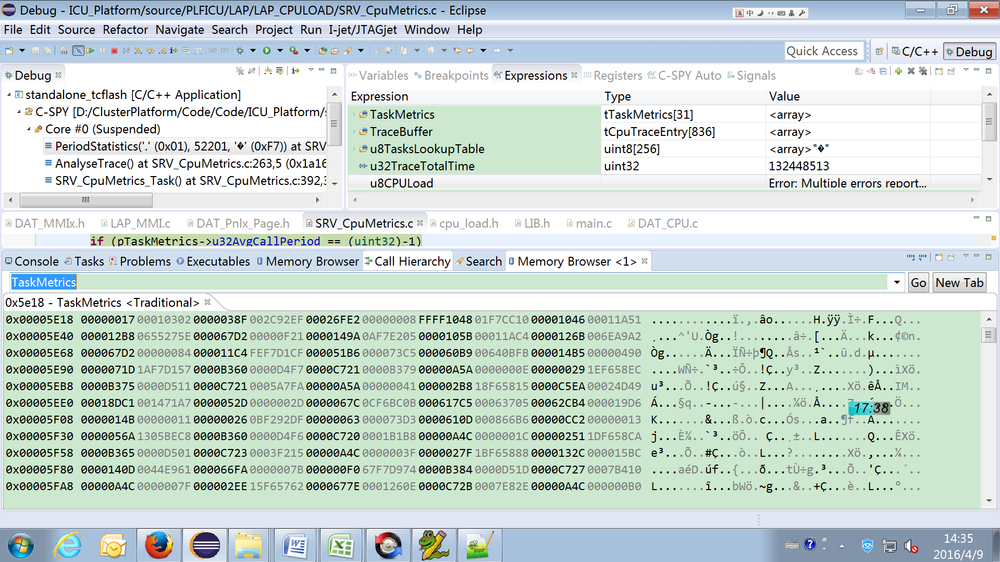 Debug - ICU_Platform/source/PLFICU/LAP/LAP_CPULOAD/SRV_CpuMetrics.c - Eclipse
五 中
File Edit Source Refactor Navigate Search Project Run I-jet/JTAGjet Window Help
SWO ETM Quick Access C/C++ Debug
Debug
standalone_tcflash [C/C++ Application]
C-SPY [D:/ClusterPlatform/Code/Code/ICU_Platform/s
Core #0 (Suspended)
PeriodStatistics('.' (0x01), 52201, '�' (0xF7)) at SRV
AnalyseTrace() at SRV_CpuMetrics.c:263,5 (0x1a16
SRV_CpuMetrics_Task() at SRV_CpuMetrics.c:392,3
Variables Breakpoints Expressions Registers C-SPY Auto Signals
Expression Type Value
TaskMetrics tTaskMetrics[31] <array>
TraceBuffer tCpuTraceEntry[836] <array>
u8TasksLookupTable uint8[256] <array>"�"
u32TraceTotalTime uint32 132448513
u8CPULoad Error: Multiple errors report...
DAT_MMIx.h LAP_MMI.c DAT_Pnlx_Page.h SRV_CpuMetrics.c cpu_load.h LIB.h main.c DAT_CPU.c
if (pTaskMetrics->u32AvgCallPeriod == (uint32)-1)
Console Tasks Problems Executables Memory Browser Call Hierarchy Search Memory Browser <1>
TaskMetrics Go New Tab
0x5e18 - TaskMetrics <Traditional>
0x00005E18 00000017 00010302 0000038F 002C92EF 00026FE2 00000008 FFFF1048 01F7CC10 00001046 00011A51
0x00005E40 000012B8 0655275E 000067D2 00000F21 0000149A 0AF7E205 0000105B 00011AC4 0000126B 006EA9A2
0x00005E68 000067D2 00000084 000011C4 FEF7D1CF 000051B6 000073C5 000060B9 00640BFB 000014B5 00000490
0x00005E90 0000071D 1AF7D157 0000B360 0000D4F7 0000C721 0000B379 00000A5A 0000000E 00000029 1EF658EC
0x00005EB8 0000B375 0000D511 0000C721 0005A7FA 00000A5A 00000041 000002B8 18F65815 0000C5EA 00024D49
0x00005EE0 00018DC1 001471A7 0000052D 0000002D 0000067C 0CF6BC0B 000617C5 00063705 00062CB4 000019D6
0x00005F08 0000014B 00000011 00000026 0BF292DF 00000063 000073D3 0000610D 000866B6 00000CC2 00000013
0x00005F30 0000056A 1305BEC8 0000B360 0000D4F6 0000C720 0001B1B8 00000A4C 0000001C 00000251 1DF658CA
0x00005F58 0000B365 0000D501 0000C723 0003F215 00000A4C 0000003F 0000027F 1BF65888 0000132C 000015BC
0x00005F80 0000140D 0044E961 000066FA 0000007B 000000F0 67F7D974 0000B384 0000D51D 0000C727 0007B410
0x00005FA8 00000A4C 0000007F 000002EE 15F65762 0000677E 0001260E 0000C72B 0007E82E 00000A4C 000000B0
17:38
14:35
2016/4/9